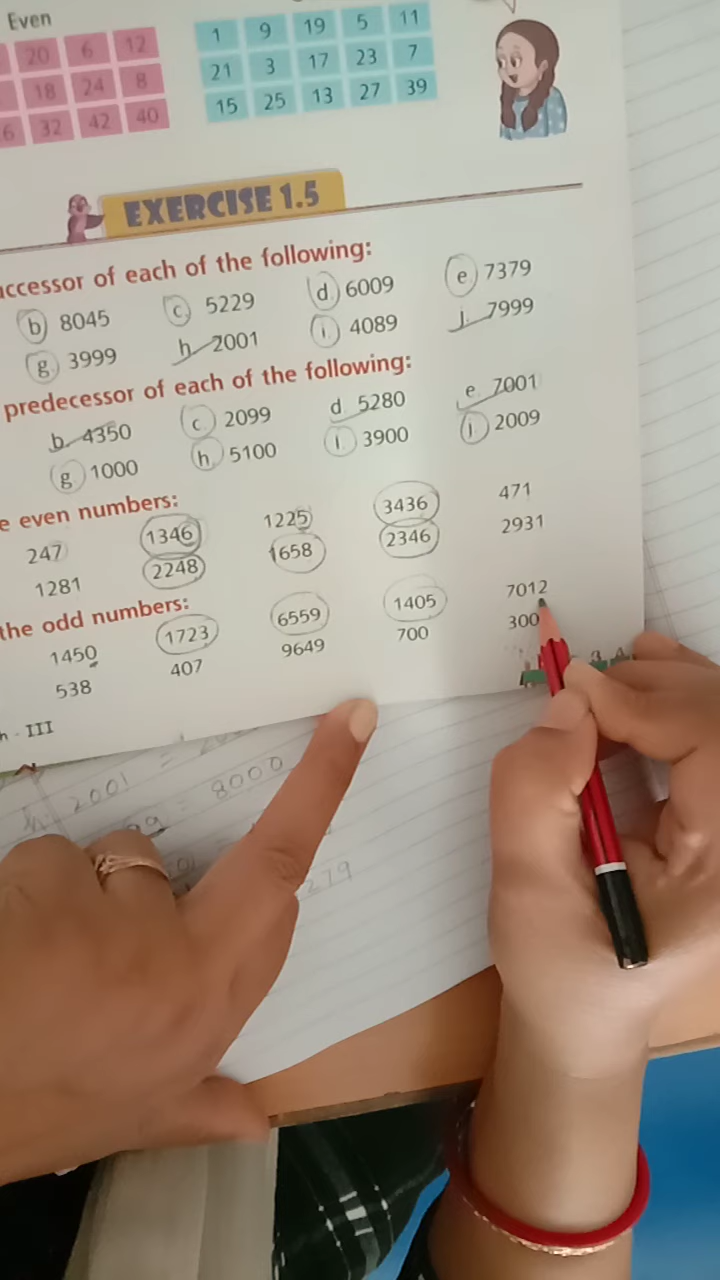 Even
20 6 12
18 24 8
6 32 42 40
1 9 19 5 11
21 3 17 23 7
15 25 13 27 39
EXERCISE 1.5
uccessor of each of the following:
b 8045 c 5229 d 6009 e 7379
g 3999 h 2001 i 4089 j 7999
predecessor of each of the following:
b. 4350 c 2099 d 5280 e 7001
g 1000 h 5100 i 3900 j 2009
e even numbers:
247 1346 1225 3436 471
1281 2248 1658 2346 2931
the odd numbers:
1450 1723 6559 1405 7012
538 407 9649 700 300
h - III
h. 2001 =
= 8000
279